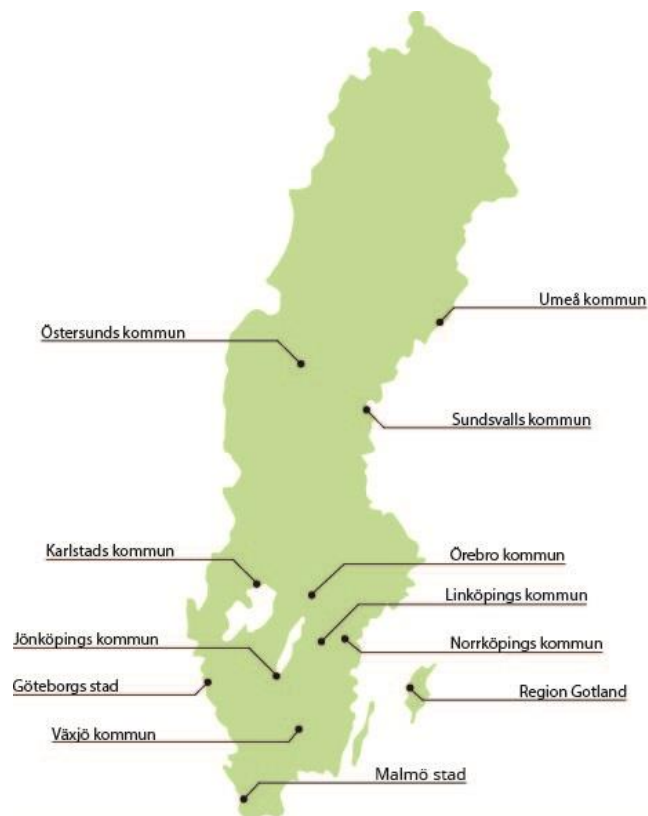 Umeå kommun
Östersunds kommun
Sundsvalls kommun
Karlstads kommun
Örebro kommun
Linköpings kommun
Jönköpings kommun
Norrköpings kommun
Göteborgs stad
Region Gotland
Växjö kommun
Malmö stad